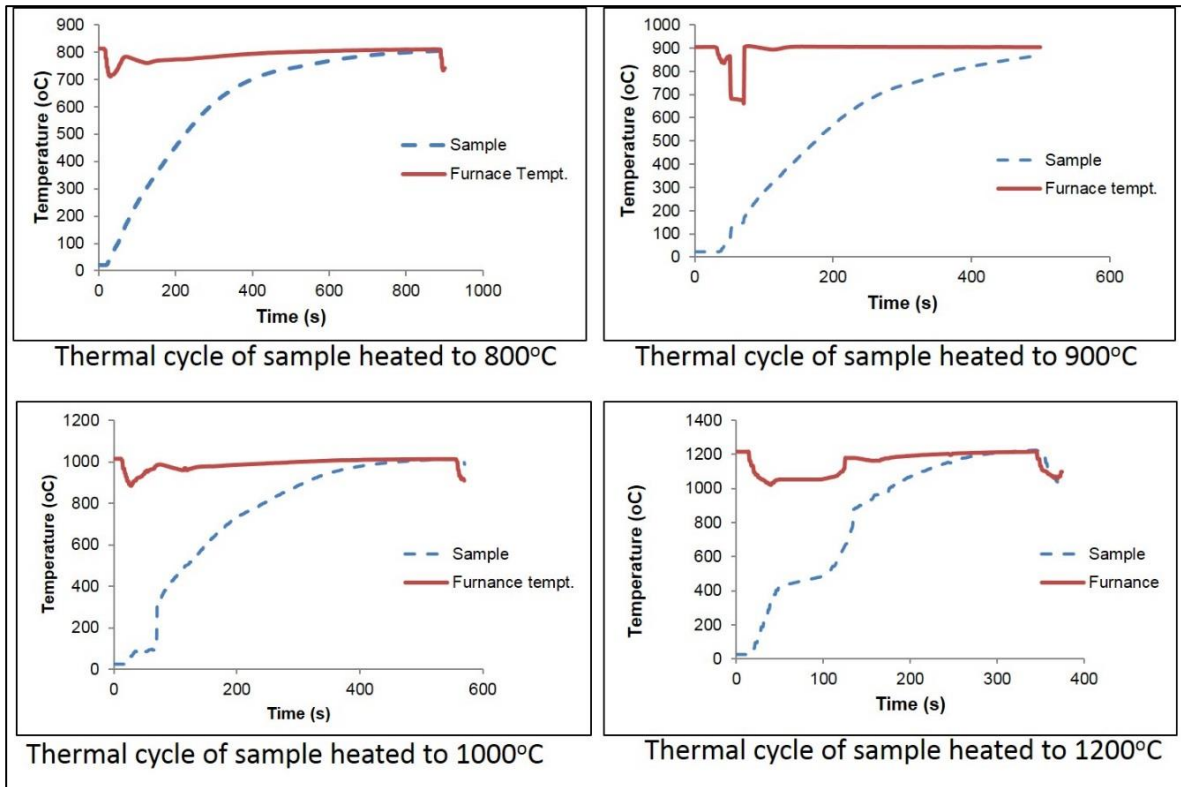 900
800
700
600
500
400
300
200
100
0
Temperature (oC)
Sample
Furnace Tempt.
0 200 400 600 800 1000
Time (s)
Thermal cycle of sample heated to 800oC
1000
900
800
700
600
500
400
300
200
100
0
Temperature (oC)
Sample
Furnace tempt.
0 200 400 600
Time (s)
Thermal cycle of sample heated to 900oC
1200
1000
800
600
400
200
0
Temperature (oC)
Sample
Furnance tempt.
0 200 400 600
Time (s)
Thermal cycle of sample heated to 1000oC
1400
1200
1000
800
600
400
200
0
Temperature (oC)
Sample
Furnance
0 100 200 300 400
Time (s)
Thermal cycle of sample heated to 1200oC